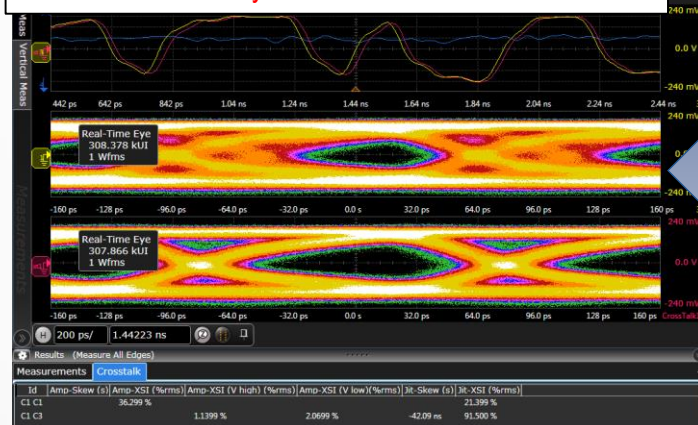 240 mV
0.0 V
-240 mV
Meas
Vertical Meas
442 ps 642 ps 842 ps 1.04 ns 1.24 ns 1.44 ns 1.64 ns 1.84 ns 2.04 ns 2.24 ns 2.44 ns
240 mV
Real-Time Eye
308.378 kUI
1 Wfms
-160 ps -128 ps -96.0 ps -64.0 ps -32.0 ps 0.0 s 32.0 ps 64.0 ps 96.0 ps 128 ps 160 ps
Measurements
240 mV
Real-Time Eye
307.866 kUI
1 Wfms
0.0 V
-240 mV
-160 ps -128 ps -96.0 ps -64.0 ps -32.0 ps 0.0 s 32.0 ps 64.0 ps 96.0 ps 128 ps 160 ps
H 200 ps/ 1.44223 ns
Results (Measure All Edges)
Measurements Crosstalk
Id Amp-Skew (s) Amp-XSI (%rms) Amp-XSI (V high) (%rms) Amp-XSI (V low)(%rms) Jit-Skew (s) Jit-XSI (%rms)
C1 C1 36.299 % 21.399 %
C1 C3 1.1399 % 2.0699 % -42.09 ns 91.500 %